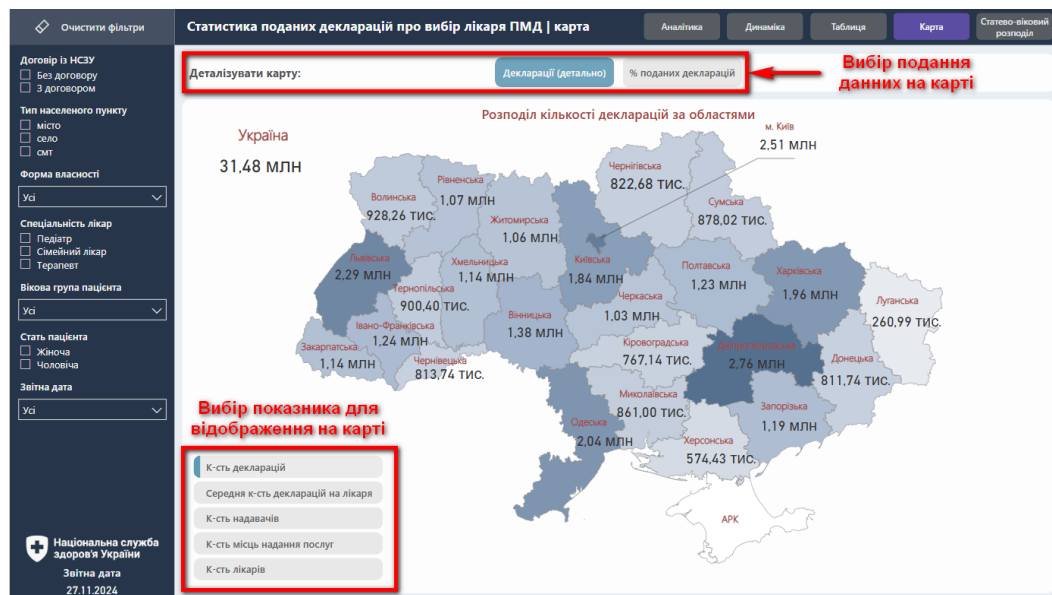 Очистити фільтри
Статистика поданих декларацій про вибір лікаря ПМД | карта
Аналітика
Динаміка
Таблиця
Карта
Статево-віковий
розподіл
Договір із НСЗУ
Без договору
З договором
Тип населеного пункту
місто
село
смт
Форма власності
Усі
Спеціальність лікар
Педіатр
Сімейний лікар
Терапевт
Вікова група пацієнта
Усі
Стать пацієнта
Жіноча
Чоловіча
Звітна дата
Усі
Національна служба
здоров'я України
Звітна дата
27.11.2024
Деталізувати карту:
Декларації (детально)
% поданих декларацій
Вибір подання
данних на карті
Розподіл кількості декларацій за областями
Україна
31,48 МЛН
м. Київ
2,51 МЛН
Чернігівська
822,68 ТИС.
Рівненська
1,07 МЛН
Волинська
928,26 ТИС.
Сумська
878,02 ТИС.
Житомирська
1,06 МЛН
Львівська
2,29 МЛН
Хмельницька
1,14 МЛН
Київська
1,84 МЛН
Полтавська
1,23 МЛН
Харківська
1,96 МЛН
Тернопільська
900,40 ТИС.
Черкаська
1,03 МЛН
Луганська
260,99 ТИС.
Вінницька
1,38 МЛН
Івано-Франківська
1,24 МЛН
Закарпатська
1,14 МЛН
Чернівецька
813,74 ТИС.
Кіровоградська
767,14 ТИС.
Дніпропетровська
2,76 МЛН
Донецька
811,74 ТИС.
Миколаївська
861,00 ТИС.
Запорізька
1,19 МЛН
Одеська
2,04 МЛН
Херсонська
574,43 ТИС.
АРК
Вибір показника для
відображення на карті
К-сть декларацій
Середня к-сть декларацій на лікаря
К-сть надавачів
К-сть місць надання послуг
К-сть лікарів